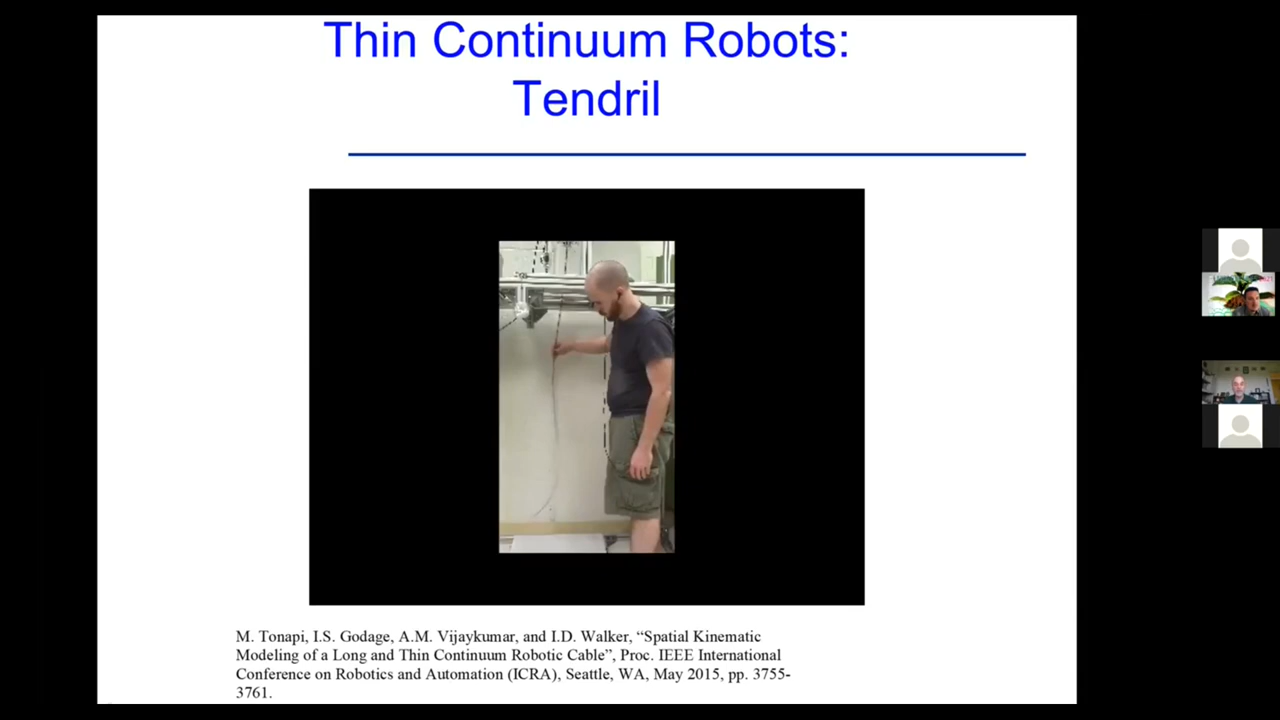 Thin Continuum Robots:
Tendril
M. Tonapi, I.S. Godage, A.M. Vijaykumar, and I.D. Walker, “Spatial Kinematic
Modeling of a Long and Thin Continuum Robotic Cable”, Proc. IEEE International
Conference on Robotics and Automation (ICRA), Seattle, WA, May 2015, pp. 3755-
3761.